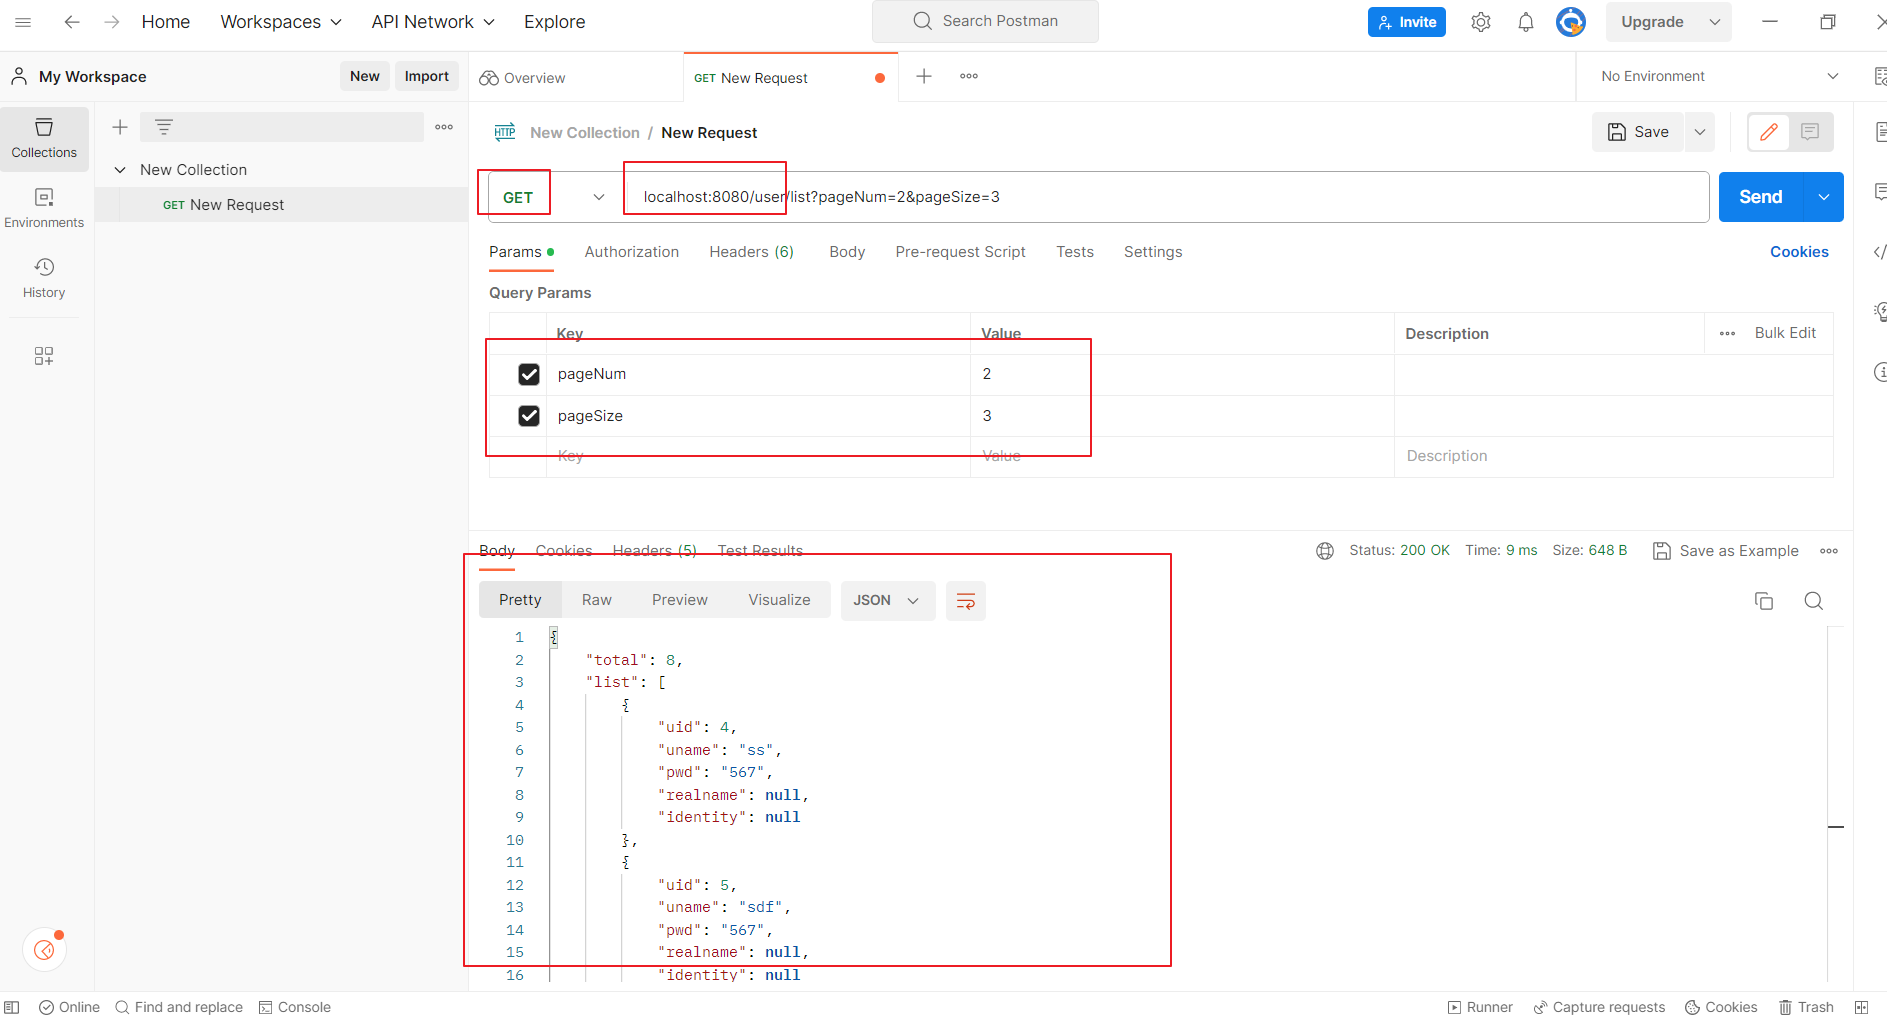 Home Workspaces API Network Explore Search Postman Invite Upgrade
My Workspace New Import Overview GET New Request No Environment
Collections
Environments
History
New Collection
GET New Request
HTTP New Collection / New Request Save
GET localhost:8080/user/list?pageNum=2&pageSize=3 Send
Params Authorization Headers (6) Body Pre-request Script Tests Settings Cookies
Query Params
Key Value Description Bulk Edit
pageNum 2
pageSize 3
Key Value Description
Body Cookies Headers (5) Test Results Status: 200 OK Time: 9 ms Size: 648 B Save as Example
Pretty Raw Preview Visualize JSON
1 {
2 "total": 8,
3 "list": [
4 {
5 "uid": 4,
6 "uname": "ss",
7 "pwd": "567",
8 "realname": null,
9 "identity": null
10 },
11 {
12 "uid": 5,
13 "uname": "sdf",
14 "pwd": "567",
15 "realname": null,
16 "identity": null
Online Find and replace Console Runner Capture requests Cookies Trash